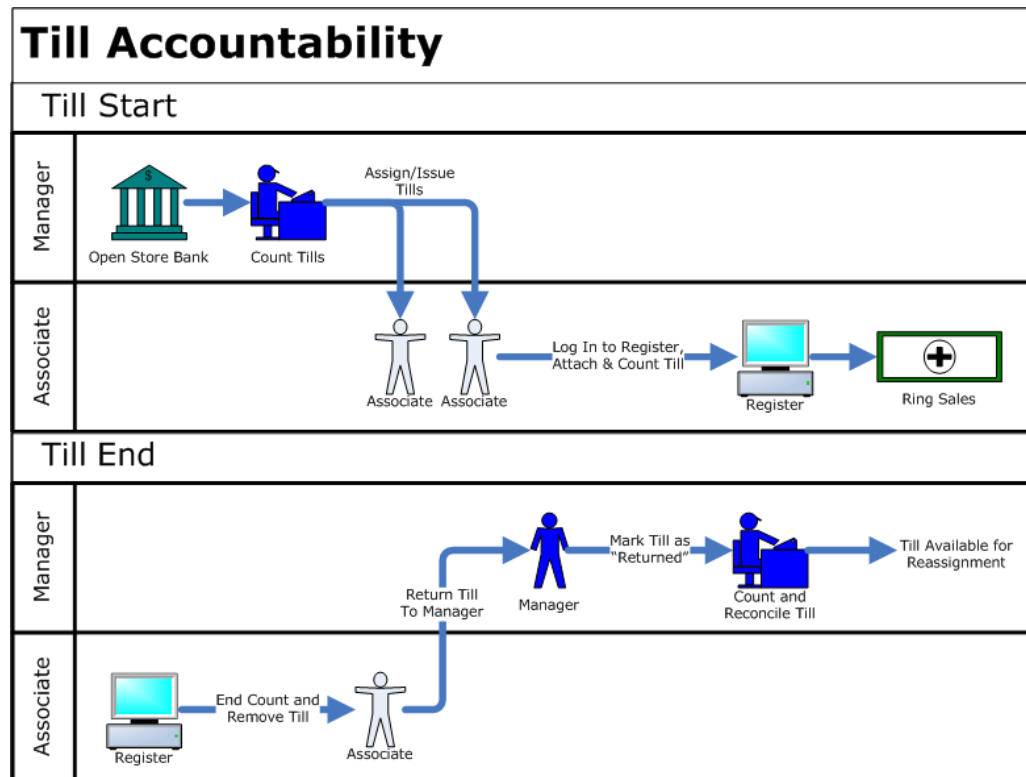 Till Accountability
Till Start
Manager
$
Assign/Issue
Tills
Open Store Bank
Count Tills
Associate
Log In to Register,
Attach & Count Till
Associate
Associate
Register
Ring Sales
Till End
Manager
Mark Till as
“Returned”
Till Available for
Reassignment
Return Till
To Manager
Manager
Count and
Reconcile Till
Associate
End Count and
Remove Till
Register
Associate